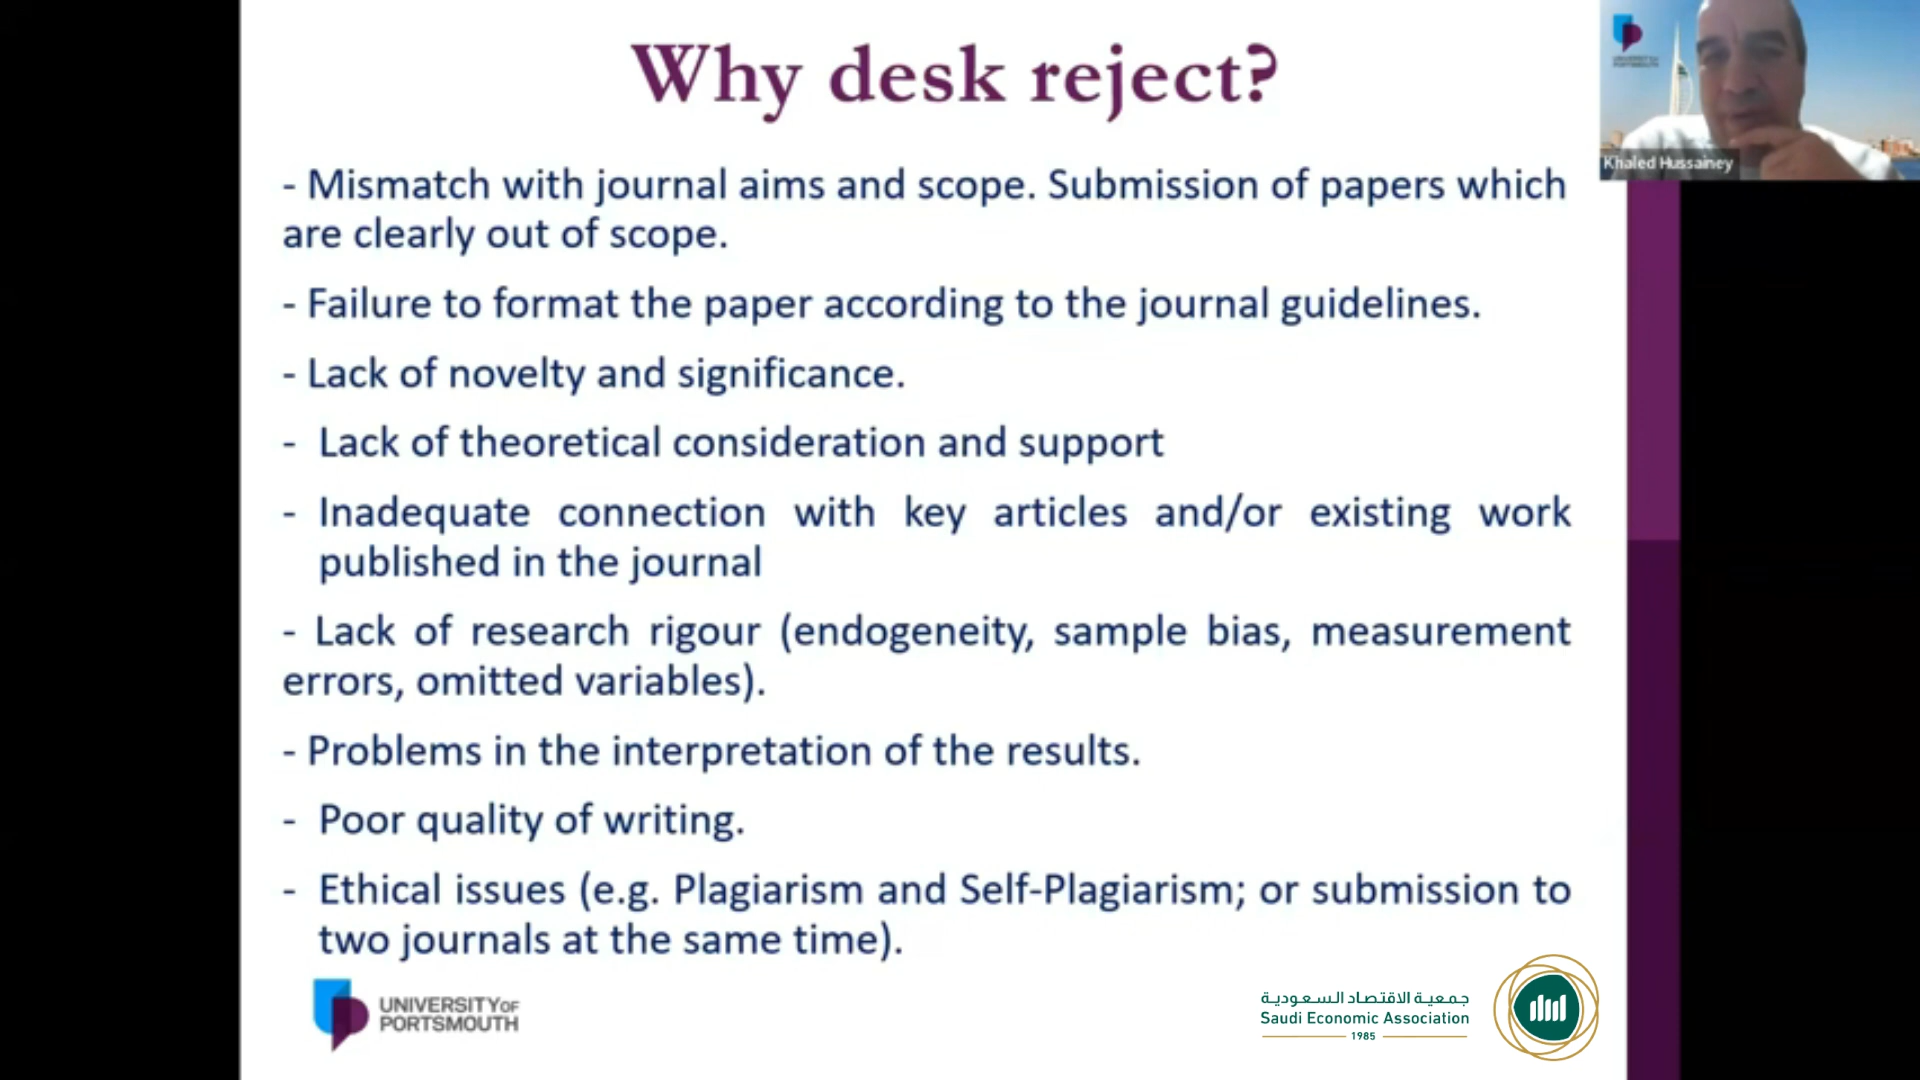 Why desk reject?
- Mismatch with journal aims and scope. Submission of papers which
are clearly out of scope.
- Failure to format the paper according to the journal guidelines.
- Lack of novelty and significance.
- Lack of theoretical consideration and support
- Inadequate connection with key articles and/or existing work
published in the journal
- Lack of research rigour (endogeneity, sample bias, measurement
errors, omitted variables).
- Problems in the interpretation of the results.
- Poor quality of writing.
- Ethical issues (e.g. Plagiarism and Self-Plagiarism; or submission to
two journals at the same time).
UNIVERSITY OF
PORTSMOUTH
جمعية الاقتصاد السعودية
Saudi Economic Association
1985
UNIVERSITY OF
PORTSMOUTH
Khaled Hussainey